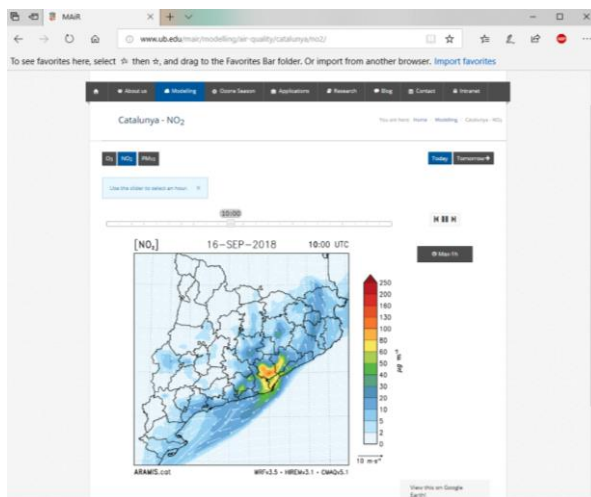 MAiR
www.ub.edu/mair/modelling/air-quality/catalunya/no2/
To see favorites here, select then, and drag to the Favorites Bar folder. Or import from another browser. Import favorites
About us Modelling Ozone Season Applications Research Blog Contact Intranet
Catalunya - NO2
You are here: Home Modelling Catalunya - NO2
O3 NO2 PM10
Today Tomorrow
Use the slider to select an hour. x
10:00
Max 1h
[NO2] 16-SEP-2018 10:00 UTC
250
200
160
130
100
80
60
50
40
30
20
10
5
2
0
µg m-3
10 m·s-1
ARAMIS.cat WRFv3.5 - HIREMv3.1 - CMAQv5.1
View this on Google
Earth!